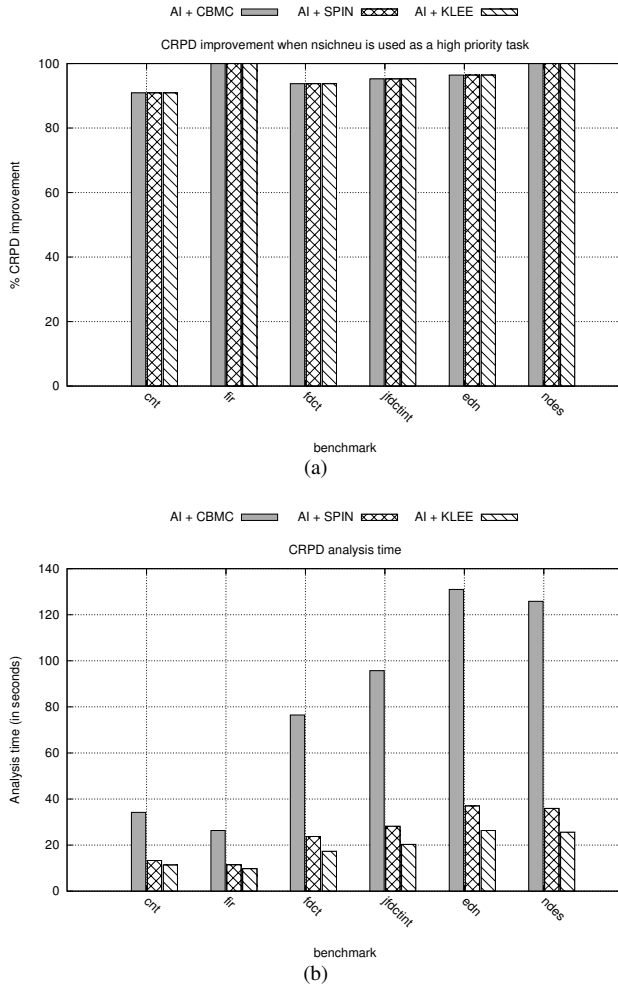 AI + CBMC AI + SPIN AI + KLEE
CRPD improvement when nsichneu is used as a high priority task
% CRPD improvement
100
80
60
40
20
0
cnt fir fdct jfdctint edn ndes
benchmark
(a)
AI + CBMC AI + SPIN AI + KLEE
CRPD analysis time
Analysis time (in seconds)
140
120
100
80
60
40
20
0
cnt fir fdct jfdctint edn ndes
benchmark
(b)